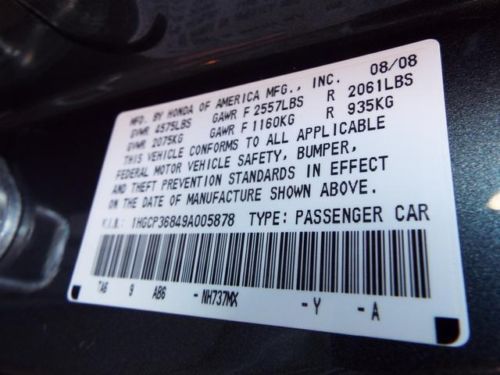 MFD. BY HONDA OF AMERICA MFG., INC. 08/08
GVWR 4575LBS GAWR F 2557LBS R 2061LBS
GVWR 2075KG GAWR F 1160KG R 935KG
THIS VEHICLE CONFORMS TO ALL APPLICABLE
FEDERAL MOTOR VEHICLE SAFETY, BUMPER,
AND THEFT PREVENTION STANDARDS IN EFFECT
ON THE DATE OF MANUFACTURE SHOWN ABOVE.
V.I.N.: 1HGCP36849A005878 TYPE: PASSENGER CAR
TA6 9 AB6 -NH737MX -Y -A